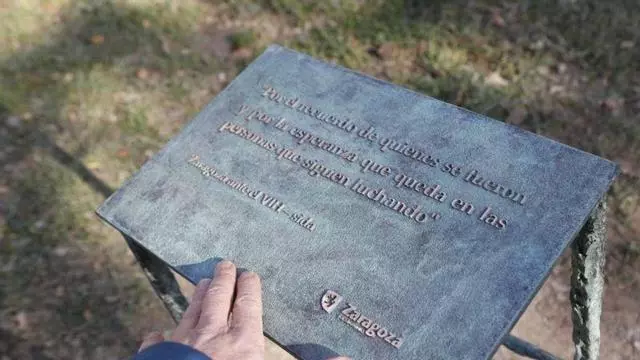 "Por el recuerdo de quienes se fueron
y por la esperanza que queda en las
personas que siguen luchando"
Zaragoza ante el VIH - sida
Zaragoza